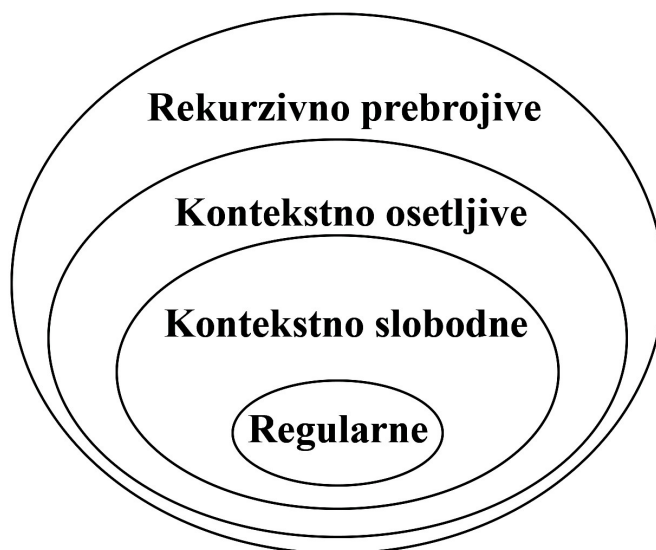 Rekurzivno prebrojive
Kontekstno osetljive
Kontekstno slobodne
Regularne